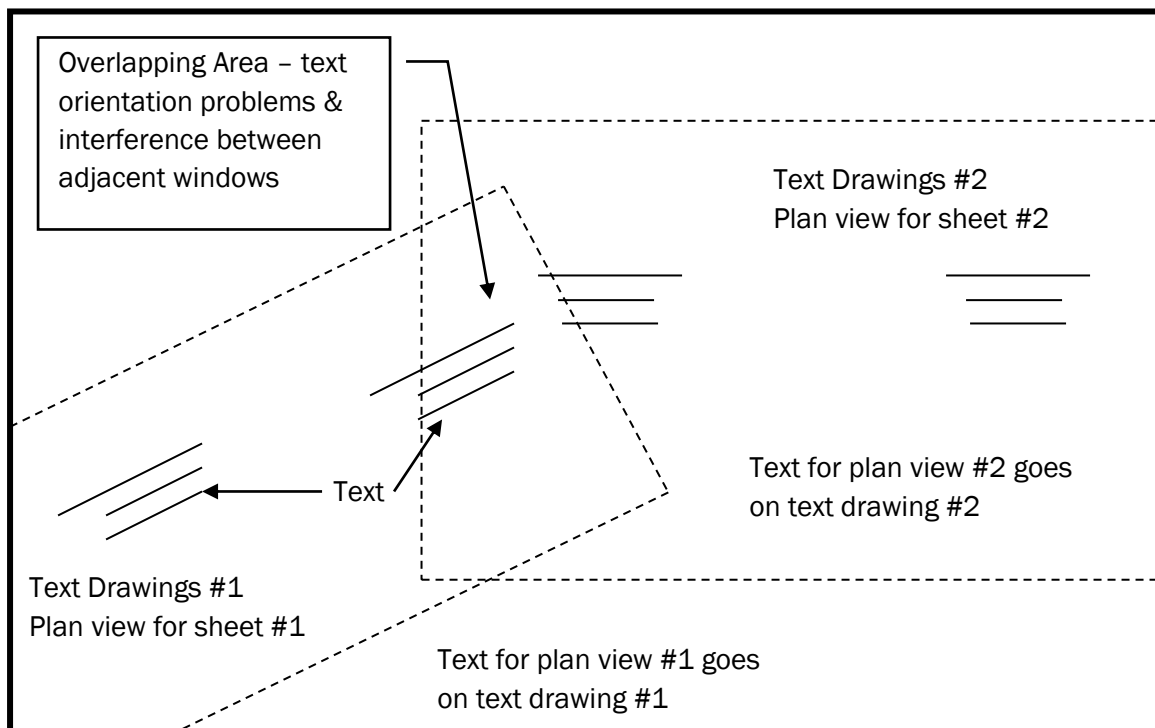 Overlapping Area – text
orientation problems &
interference between
adjacent windows
Text Drawings #2
Plan view for sheet #2
Text for plan view #2 goes
on text drawing #2
Text
Text Drawings #1
Plan view for sheet #1
Text for plan view #1 goes
on text drawing #1